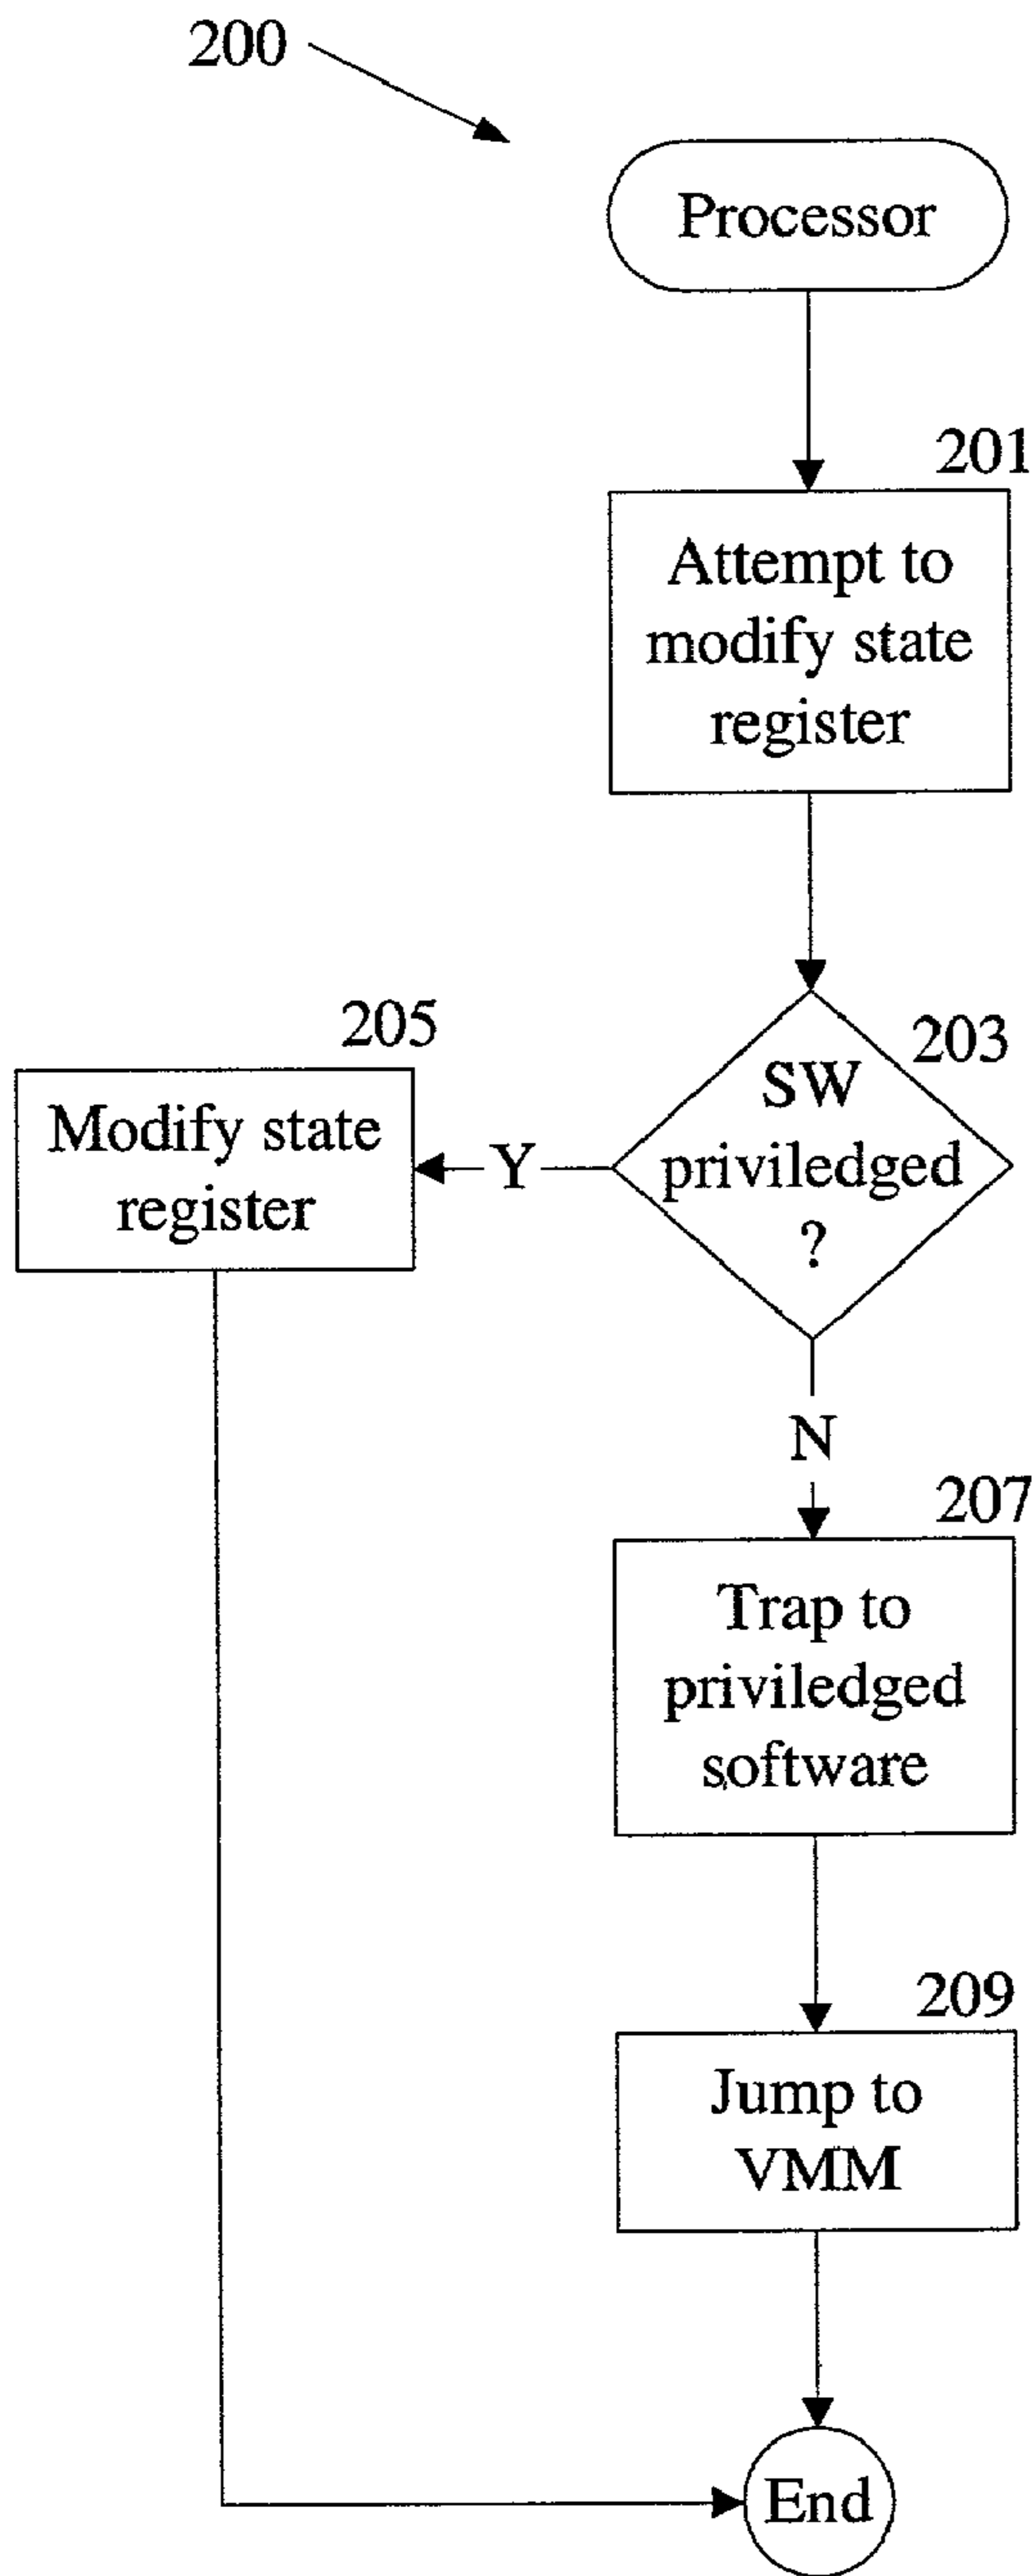 200
Processor
201
Attempt to
modify state
register
203
SW
priviledged
?
Y
205
Modify state
register
N
207
Trap to
priviledged
software
209
Jump to
VMM
End